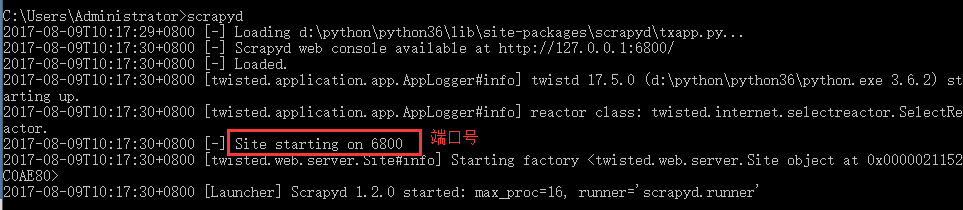 C:\Users\Administrator>scrapyd
2017-08-09T10:17:29+0800 [-] Loading d:\python\python36\lib\site-packages\scrapyd\txapp.py...
2017-08-09T10:17:30+0800 [-] Scrapyd web console available at http://127.0.0.1:6800/
2017-08-09T10:17:30+0800 [-] Loaded.
2017-08-09T10:17:30+0800 [twisted.application.app.AppLogger#info] twistd 17.5.0 (d:\python\python36\python.exe 3.6.2) st
arting up.
2017-08-09T10:17:30+0800 [twisted.application.app.AppLogger#info] reactor class: twisted.internet.selectreactor.SelectRe
actor.
2017-08-09T10:17:30+0800 [-] Site starting on 6800 端口号
2017-08-09T10:17:30+0800 [twisted.web.server.Site#info] Starting factory <twisted.web.server.Site object at 0x0000021152
C0AE80>
2017-08-09T10:17:30+0800 [Launcher] Scrapyd 1.2.0 started: max_proc=16, runner='scrapyd.runner'